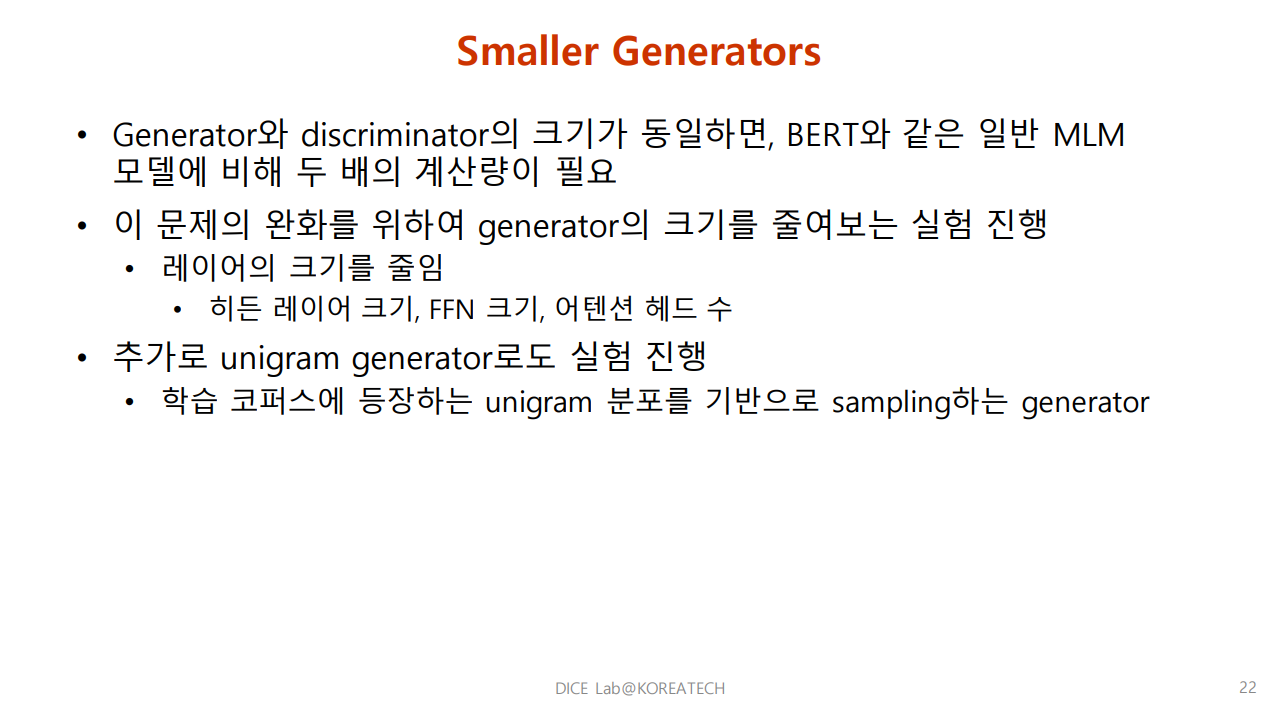 Smaller Generators
• Generator와 discriminator의 크기가 동일하면, BERT와 같은 일반 MLM
모델에 비해 두 배의 계산량이 필요
• 이 문제의 완화를 위하여 generator의 크기를 줄여보는 실험 진행
• 레이어의 크기를 줄임
• 히든 레이어 크기, FFN 크기, 어텐션 헤드 수
• 추가로 unigram generator로도 실험 진행
• 학습 코퍼스에 등장하는 unigram 분포를 기반으로 sampling하는 generator
DICE Lab@KOREATECH
22